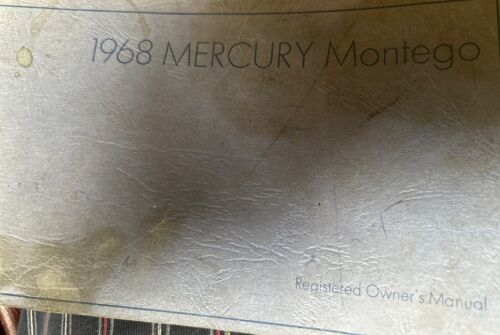 1968 MERCURY Montego
Registered Owner's Manual